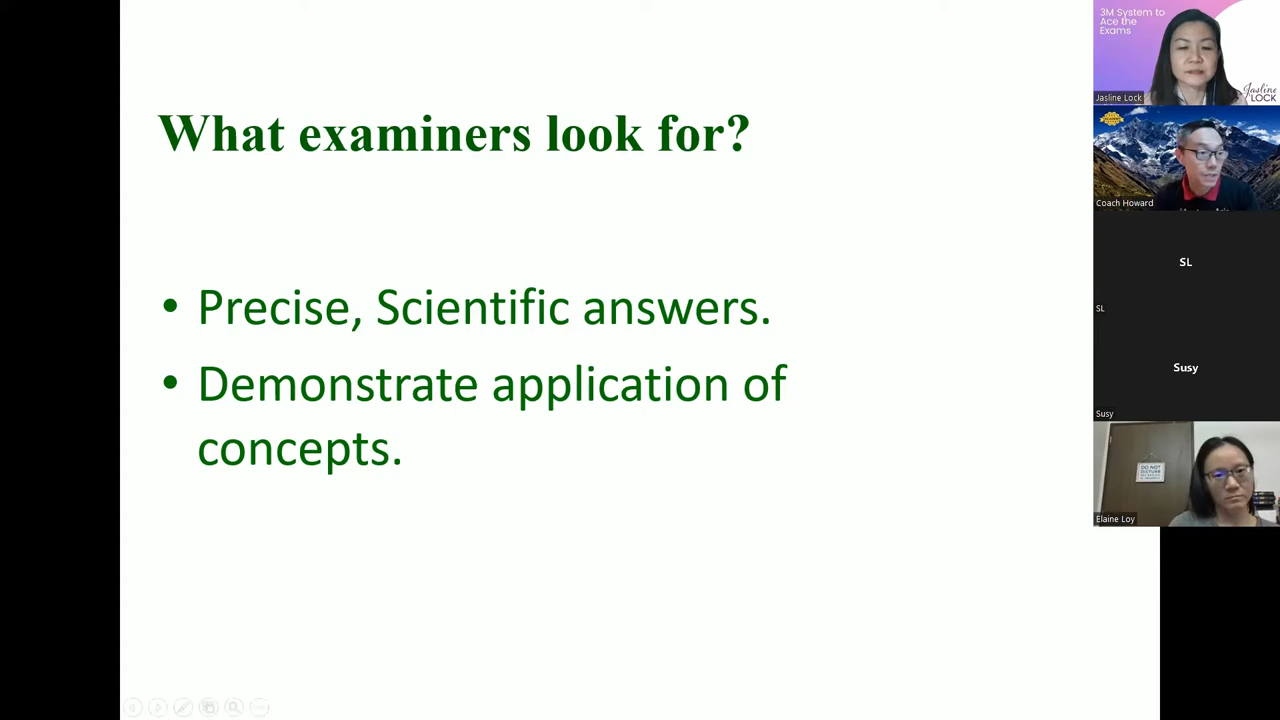 What examiners look for?
• Precise, Scientific answers.
• Demonstrate application of
concepts.
3M System to
Ace the
Exams
Jasline
LOCK
Jasline Lock
Coach Howard
SL
SL
Susy
Susy
DO NOT
DISTURB
Elaine Loy